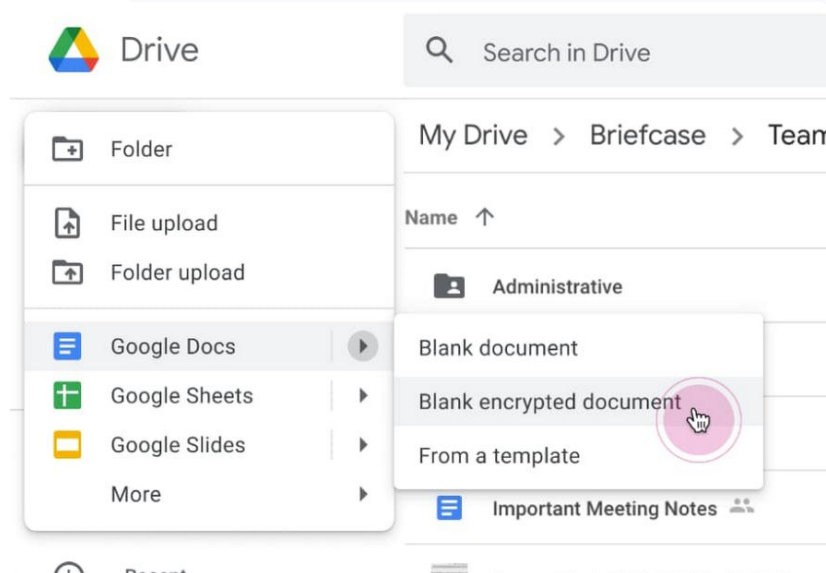 Drive
Search in Drive
Folder
File upload
Folder upload
Google Docs
Google Sheets
Google Slides
More
My Drive > Briefcase > Team
Name
Administrative
Blank document
Blank encrypted document
From a template
Important Meeting Notes